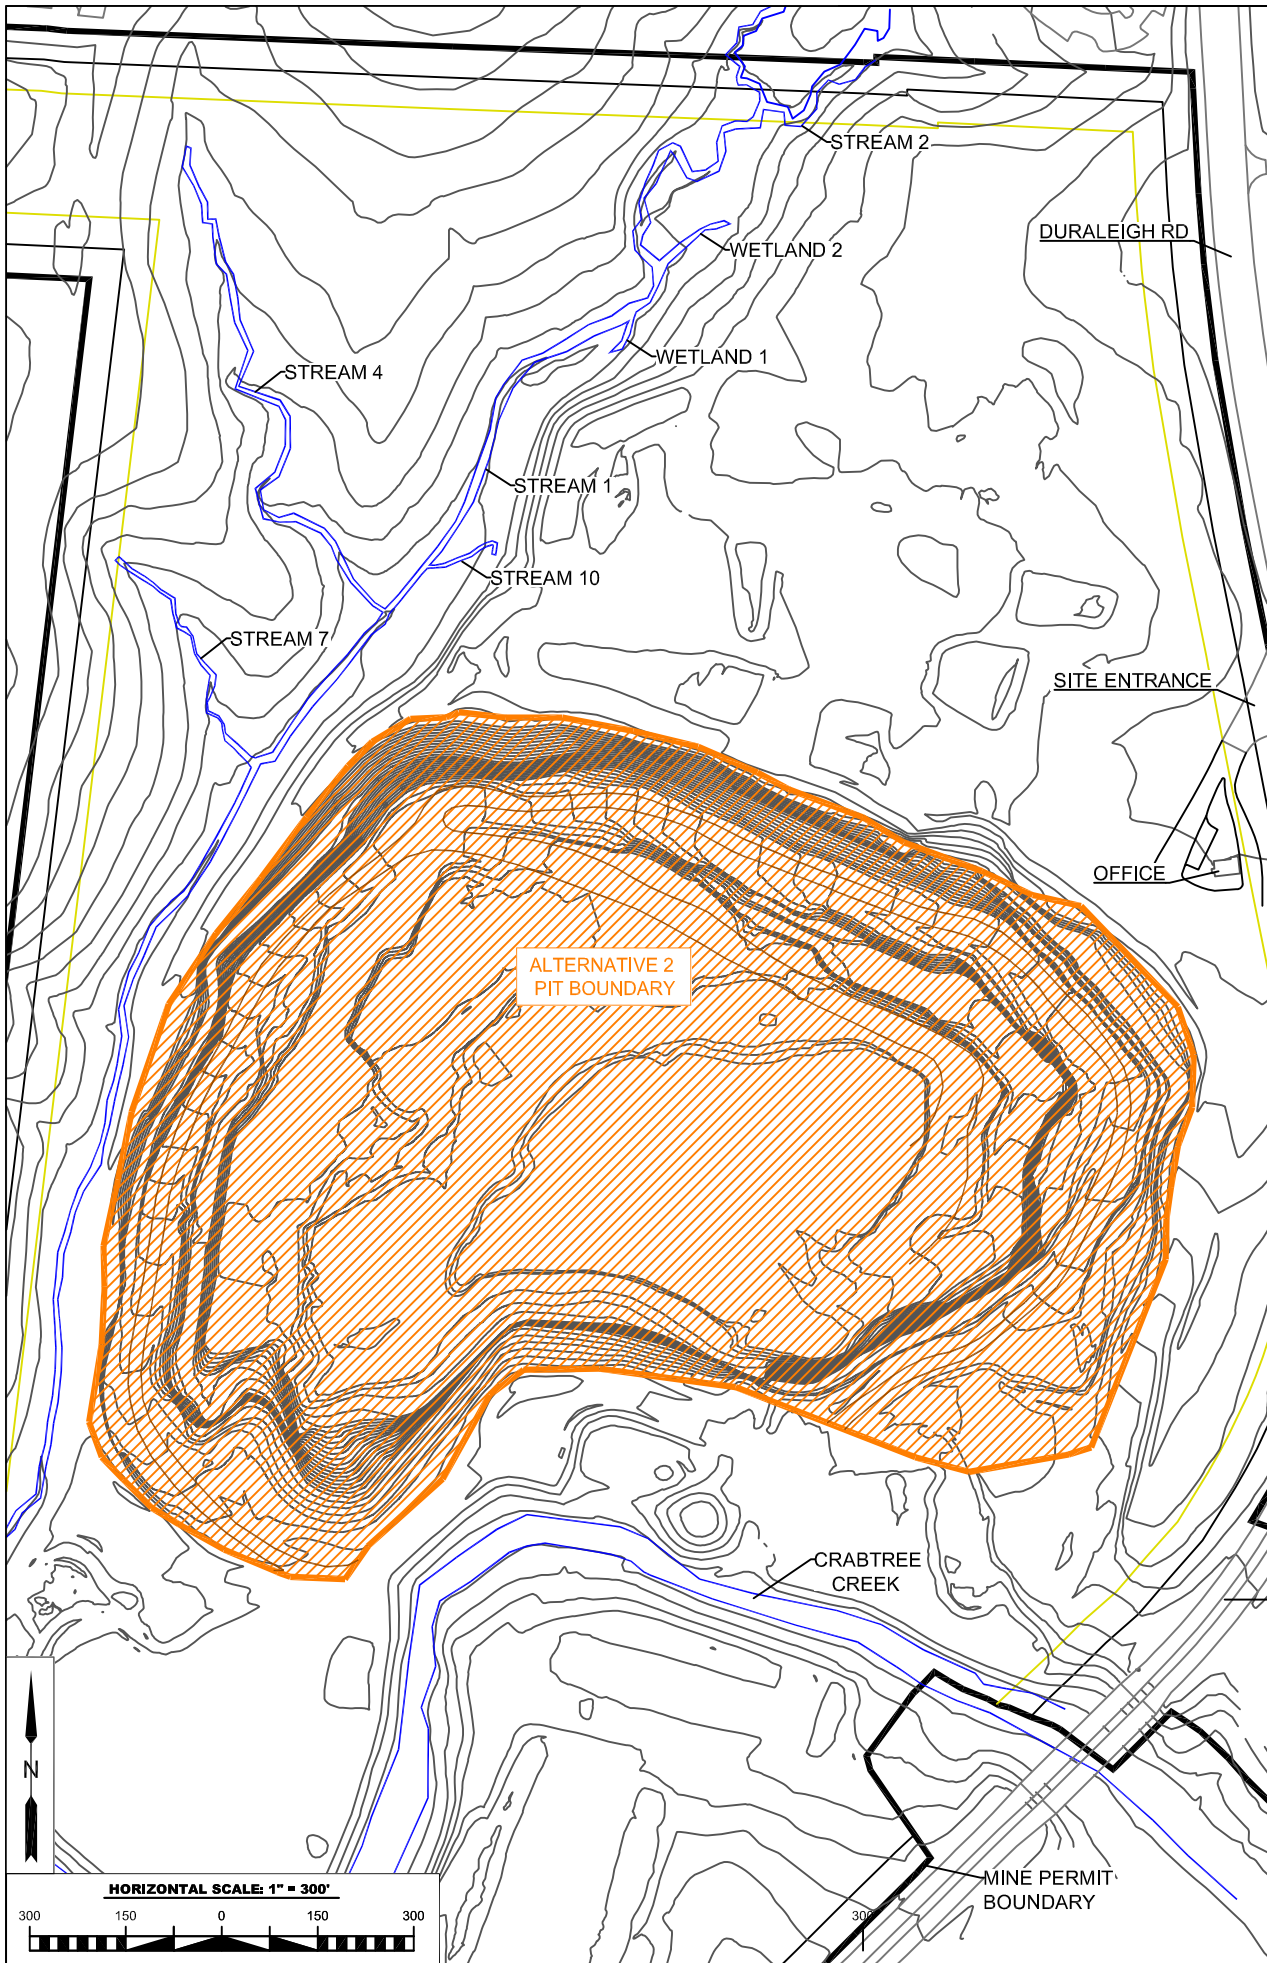 STREAM 2
DURALEIGH RD
WETLAND 2
WETLAND 1
STREAM 4
STREAM 1
STREAM 10
STREAM 7
SITE ENTRANCE
OFFICE
ALTERNATIVE 2
PIT BOUNDARY
CRABTREE
CREEK
N
MINE PERMIT
BOUNDARY
HORIZONTAL SCALE: 1" = 300'
300 150 0 150 300
300